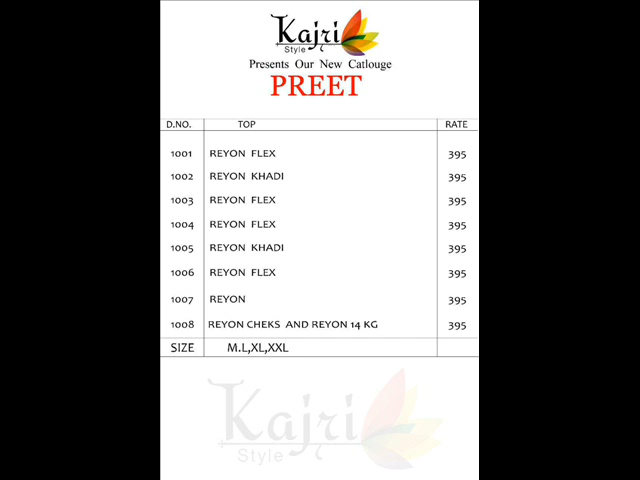 Kajri
Style
Presents Our New Catlouge
PREET
D.NO. TOP RATE
1001 REYON FLEX 395
1002 REYON KHADI 395
1003 REYON FLEX 395
1004 REYON FLEX 395
1005 REYON KHADI 395
1006 REYON FLEX 395
1007 REYON 395
1008 REYON CHEKS AND REYON 14 KG 395
SIZE M.L,XL,XXL
Kajri
Style